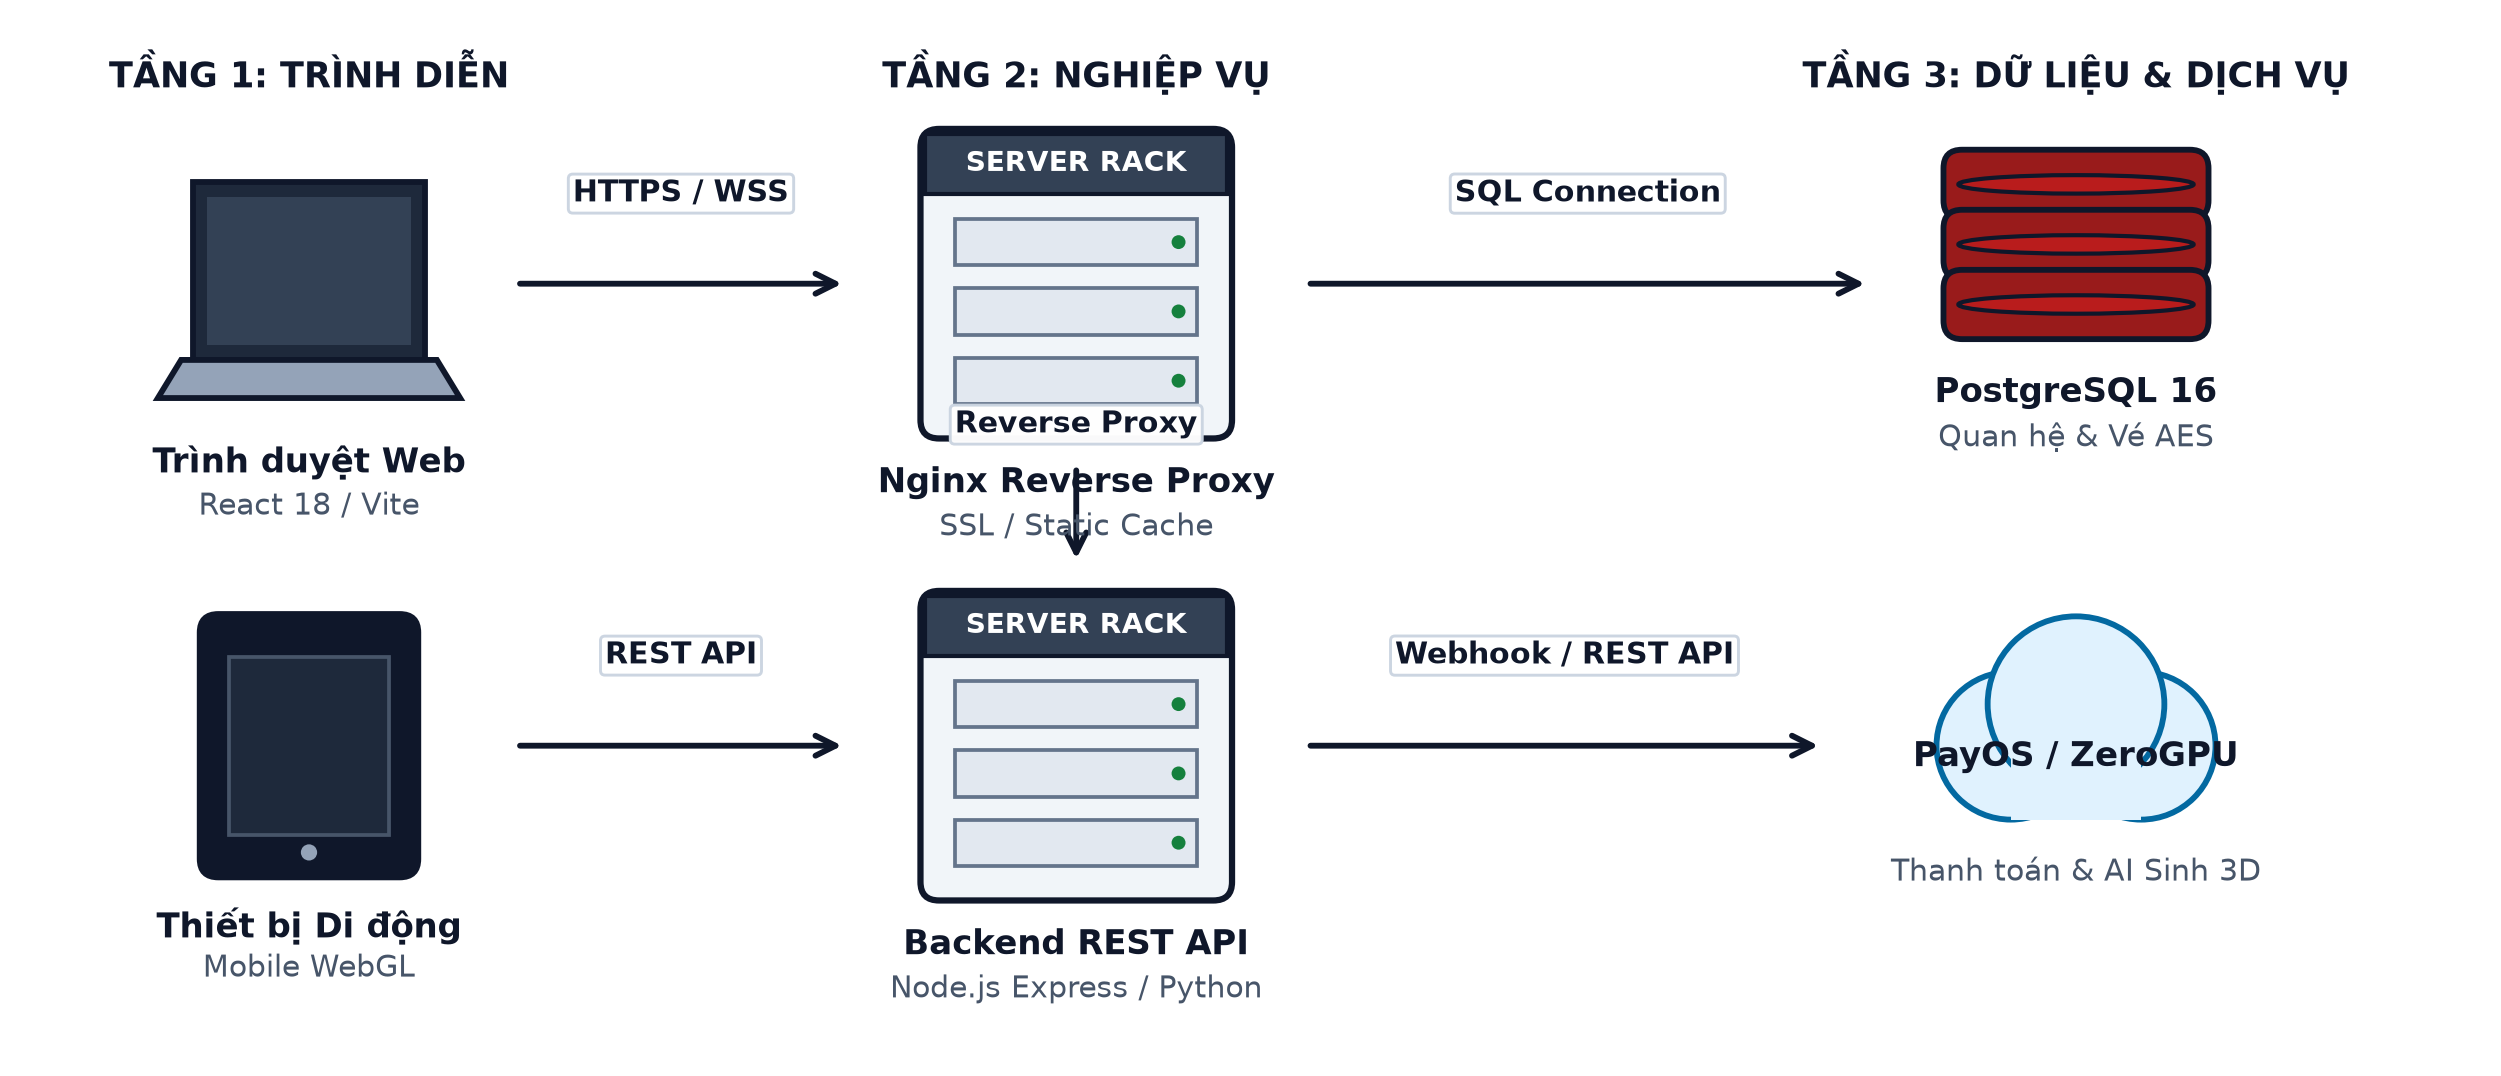 TẦNG 1: TRÌNH DIỄN
TẦNG 2: NGHIỆP VỤ
TẦNG 3: DỮ LIỆU & DỊCH VỤ
SERVER RACK
HTTPS / WSS
SQL Connection
Reverse Proxy
PostgreSQL 16
Quan hệ & Vé AES
Trình duyệt Web
React 18 / Vite
Nginx Reverse Proxy
SSL / Static Cache
SERVER RACK
REST API
Webhook / REST API
PayOS / ZeroGPU
Thanh toán & AI Sinh 3D
Thiết bị Di động
Mobile WebGL
Backend REST API
Node.js Express / Python